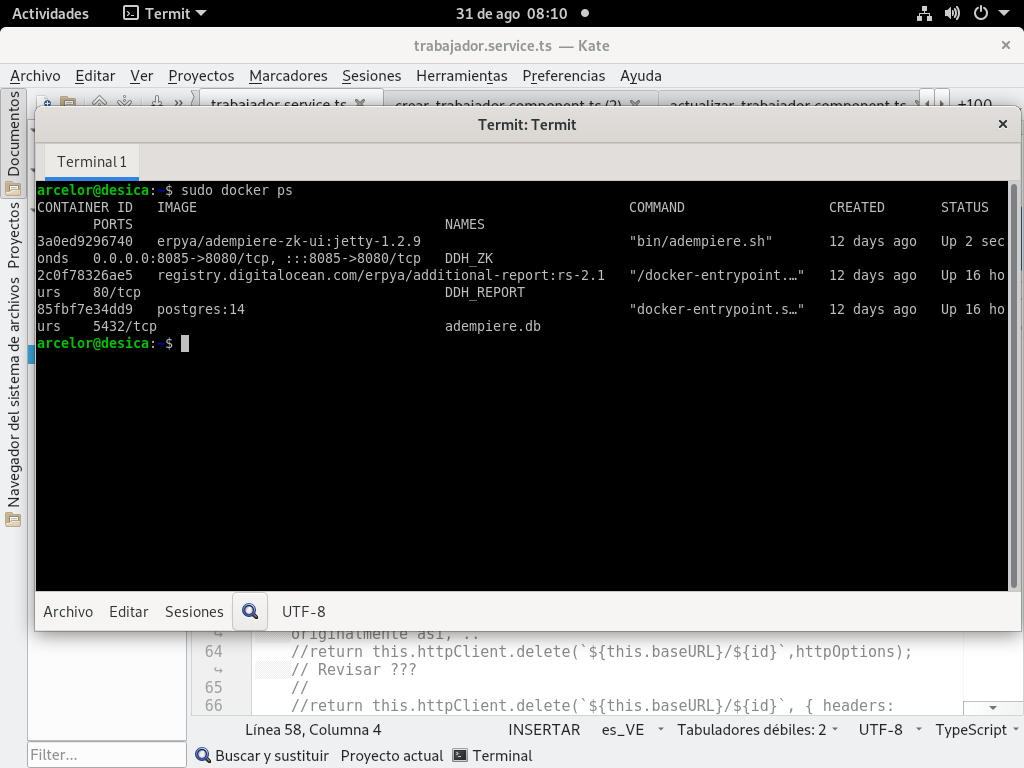 Actividades Termit 31 de ago 08:10
trabajador.service.ts — Kate
Archivo Editar Ver Proyectos Marcadores Sesiones Herramientas Preferencias Ayuda
trabajador.service.ts crear_trabajador.component.ts (2) actualizar_trabajador.component.ts +100
Documentos
Proyectos
Navegador del sistema de archivos
Termit: Termit
Terminal 1
arcelor@desica:~$ sudo docker ps
CONTAINER ID   IMAGE   COMMAND   CREATED   STATUS
PORTS   NAMES
3a0ed9296740   erpya/adempiere-zk-ui:jetty-1.2.9   "bin/adempiere.sh"   12 days ago   Up 2 sec
onds   0.0.0.0:8085->8080/tcp, :::8085->8080/tcp   DDH_ZK
2c0f78326ae5   registry.digitalocean.com/erpya/additional-report:rs-2.1   "/docker-entrypoint.…"   12 days ago   Up 16 ho
urs   80/tcp   DDH_REPORT
85fbf7e34dd9   postgres:14   "docker-entrypoint.s…"   12 days ago   Up 16 ho
urs   5432/tcp   adempiere.db
arcelor@desica:~$
Archivo Editar Sesiones UTF-8
originalmente así, ..
64 //return this.httpClient.delete(`${this.baseURL}/${id}`,httpOptions);
// Revisar ???
65 //
66 //return this.httpClient.delete(`${this.baseURL}/${id}`, { headers:
Línea 58, Columna 4 INSERTAR es_VE Tabuladores débiles: 2 UTF-8 TypeScript
Filter... Buscar y sustituir Proyecto actual Terminal